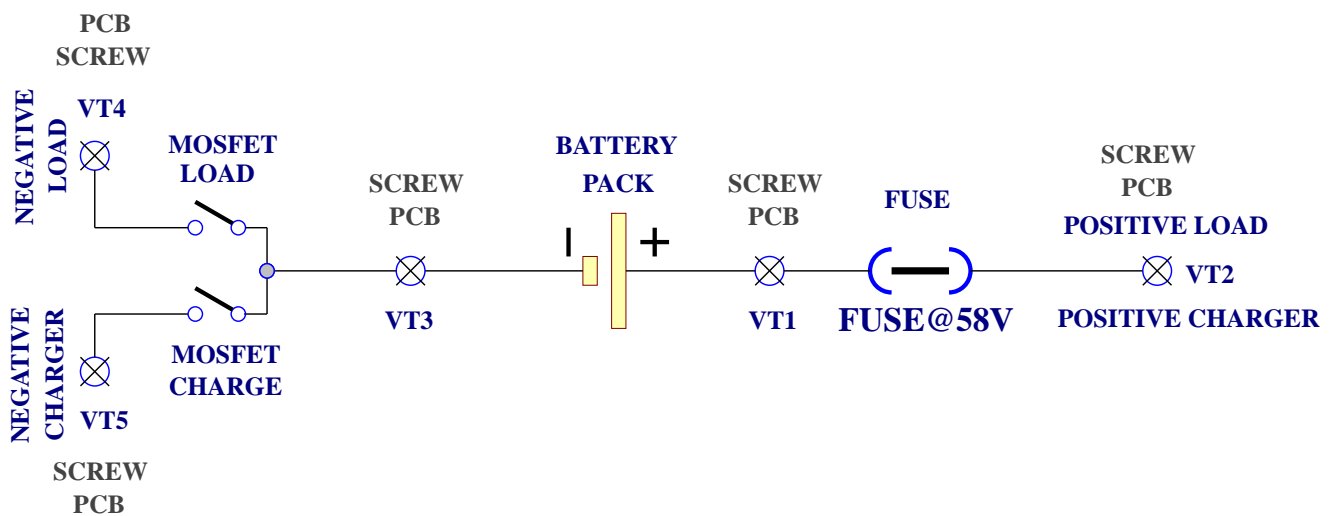 PCB
SCREW
VT4
NEGATIVE
LOAD
MOSFET
LOAD
SCREW
PCB
VT3
BATTERY
PACK
SCREW
PCB
VT1
FUSE
FUSE@58V
SCREW
PCB
POSITIVE LOAD
VT2
POSITIVE CHARGER
MOSFET
CHARGE
NEGATIVE
CHARGER
VT5
SCREW
PCB